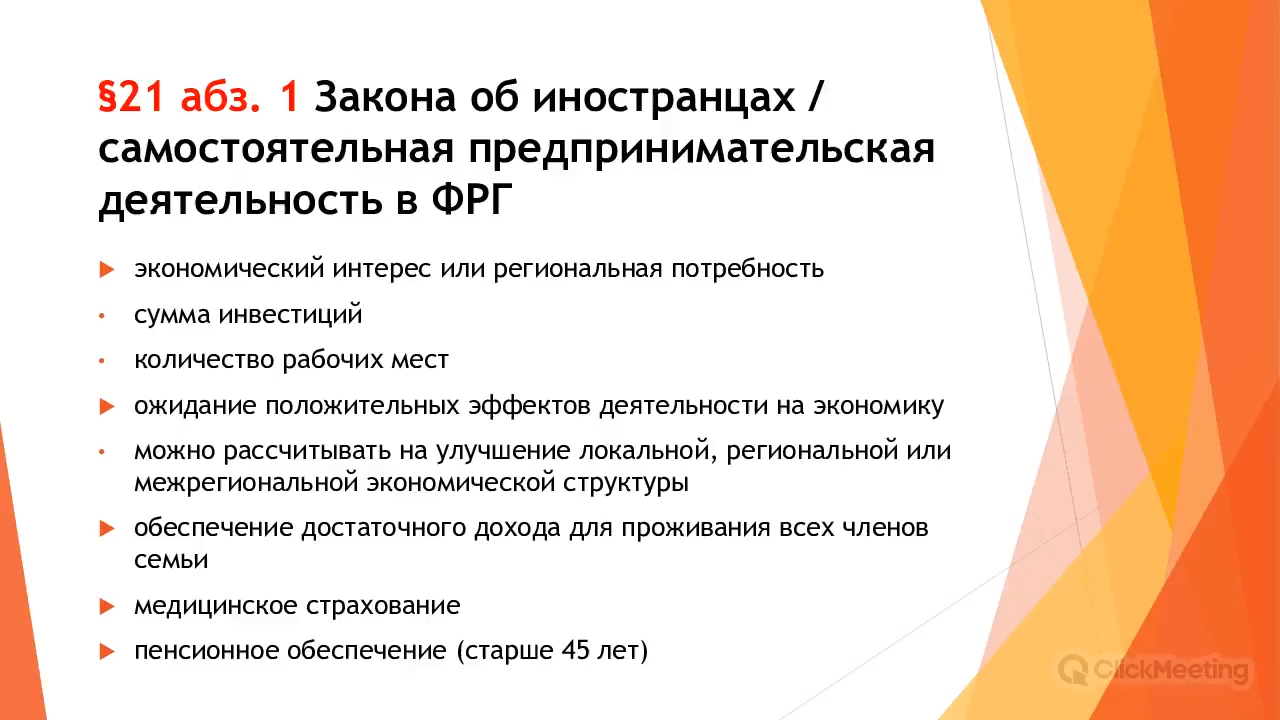 §21 абз. 1 Закона об иностранцах /
самостоятельная предпринимательская
деятельность в ФРГ
экономический интерес или региональная потребность
сумма инвестиций
количество рабочих мест
ожидание положительных эффектов деятельности на экономику
можно рассчитывать на улучшение локальной, региональной или
межрегиональной экономической структуры
обеспечение достаточного дохода для проживания всех членов
семьи
медицинское страхование
пенсионное обеспечение (старше 45 лет)
ClickMeeting